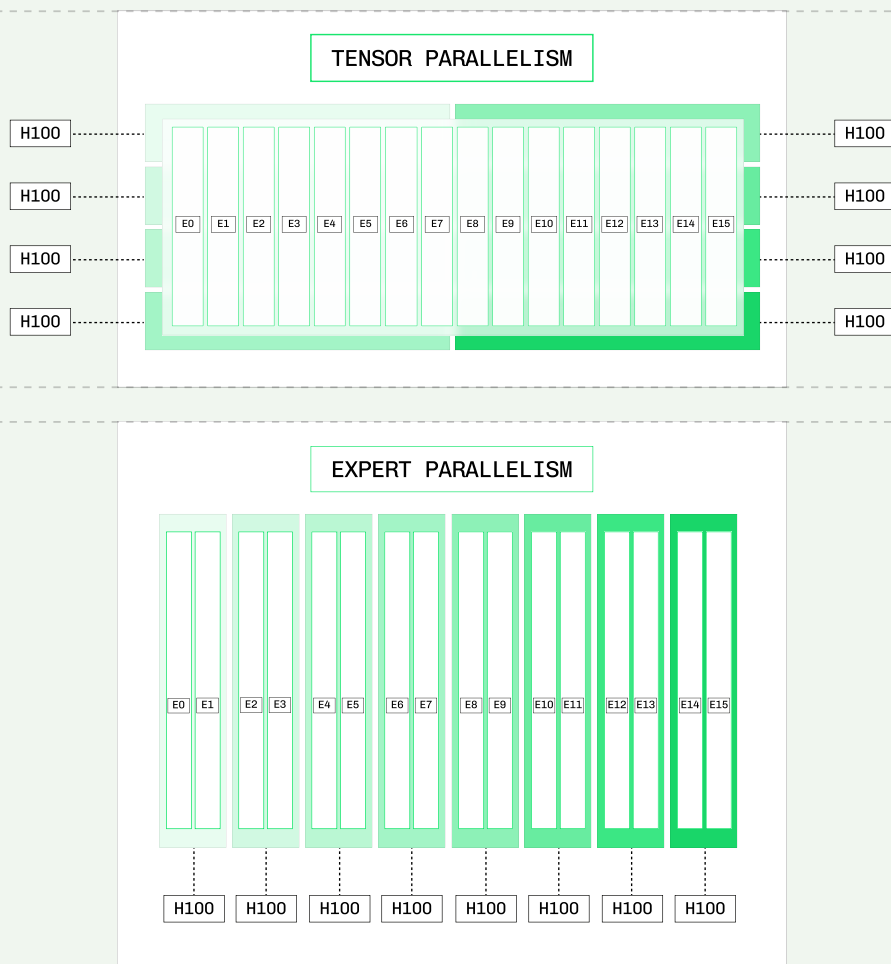 TENSOR PARALLELISM
H100 H100
H100 H100
E0 E1 E2 E3 E4 E5 E6 E7 E8 E9 E10 E11 E12 E13 E14 E15
H100 H100
H100 H100
EXPERT PARALLELISM
E0 E1 E2 E3 E4 E5 E6 E7 E8 E9 E10 E11 E12 E13 E14 E15
H100 H100 H100 H100 H100 H100 H100 H100